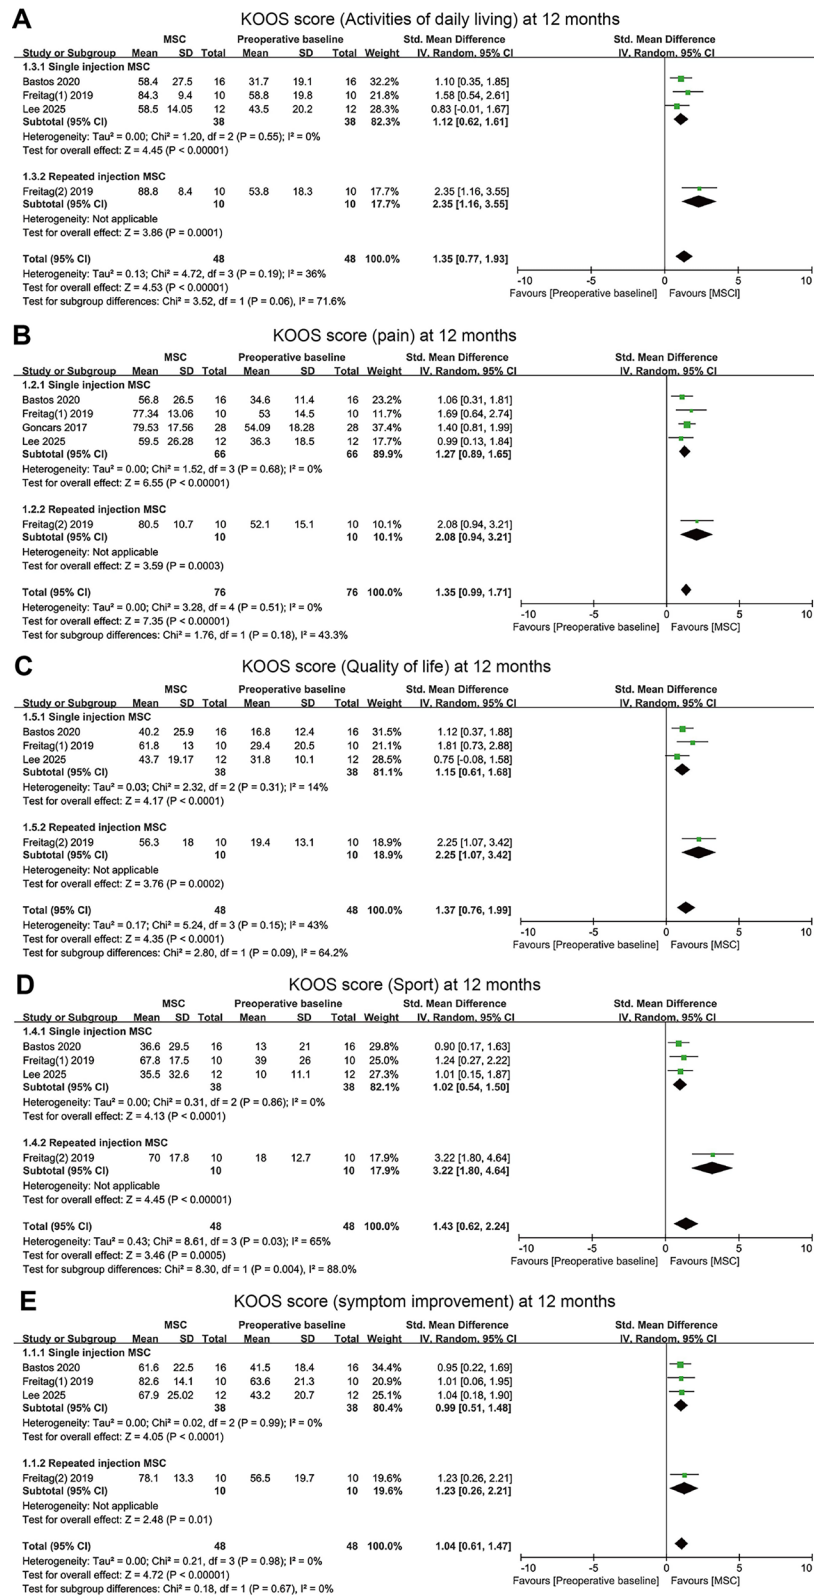 A KOOS score (Activities of daily living) at 12 months
MSC Preoperative baseline Std. Mean Difference Std. Mean Difference
Study or Subgroup Mean SD Total Mean SD Total Weight IV, Random, 95% CI IV, Random, 95% CI
1.3.1 Single injection MSC
Bastos 2020 58.4 27.5 16 31.7 19.1 16 32.2% 1.10 [0.35, 1.85]
Freitag(1) 2019 84.3 9.4 10 58.8 19.8 10 21.8% 1.58 [0.54, 2.61]
Lee 2025 58.5 14.05 12 43.5 20.2 12 28.3% 0.83 [-0.01, 1.67]
Subtotal (95% CI) 38 38 82.3% 1.12 [0.62, 1.61]
Heterogeneity: Tau² = 0.00; Chi² = 1.20, df = 2 (P = 0.55); I² = 0%
Test for overall effect: Z = 4.45 (P < 0.00001)
1.3.2 Repeated injection MSC
Freitag(2) 2019 88.8 8.4 10 53.8 18.3 10 17.7% 2.35 [1.16, 3.55]
Subtotal (95% CI) 10 10 17.7% 2.35 [1.16, 3.55]
Heterogeneity: Not applicable
Test for overall effect: Z = 3.86 (P = 0.0001)
Total (95% CI) 48 48 100.0% 1.35 [0.77, 1.93]
Heterogeneity: Tau² = 0.13; Chi² = 4.72, df = 3 (P = 0.19); I² = 36%
Test for overall effect: Z = 4.53 (P < 0.00001)
Test for subgroup differences: Chi² = 3.52, df = 1 (P = 0.06), I² = 71.6%
-10 -5 0 5 10
Favours [Preoperative baselinel Favours [MSCI]
B KOOS score (pain) at 12 months
MSC Preoperative baseline Std. Mean Difference Std. Mean Difference
Study or Subgroup Mean SD Total Mean SD Total Weight IV, Random, 95% CI IV, Random, 95% CI
1.2.1 Single injection MSC
Bastos 2020 56.8 26.5 16 34.6 11.4 16 23.2% 1.06 [0.31, 1.81]
Freitag(1) 2019 77.34 13.06 10 53 14.5 10 11.7% 1.69 [0.64, 2.74]
Goncars 2017 79.53 17.56 28 54.09 18.28 28 37.4% 1.40 [0.81, 1.99]
Lee 2025 59.5 26.28 12 36.3 18.5 12 17.7% 0.99 [0.13, 1.84]
Subtotal (95% CI) 66 66 89.9% 1.27 [0.89, 1.65]
Heterogeneity: Tau² = 0.00; Chi² = 1.52, df = 3 (P = 0.68); I² = 0%
Test for overall effect: Z = 6.55 (P < 0.00001)
1.2.2 Repeated injection MSC
Freitag(2) 2019 80.5 10.7 10 52.1 15.1 10 10.1% 2.08 [0.94, 3.21]
Subtotal (95% CI) 10 10 10.1% 2.08 [0.94, 3.21]
Heterogeneity: Not applicable
Test for overall effect: Z = 3.59 (P = 0.0003)
Total (95% CI) 76 76 100.0% 1.35 [0.99, 1.71]
Heterogeneity: Tau² = 0.00; Chi² = 3.28, df = 4 (P = 0.51); I² = 0%
Test for overall effect: Z = 7.35 (P < 0.00001)
Test for subgroup differences: Chi² = 1.76, df = 1 (P = 0.18), I² = 43.3%
-10 -5 0 5 10
Favours [Preoperative baseline] Favours [MSC]
C KOOS score (Quality of life) at 12 months
MSC Preoperative baseline Std. Mean Difference Std. Mean Difference
Study or Subgroup Mean SD Total Mean SD Total Weight IV, Random, 95% CI IV, Random, 95% CI
1.5.1 Single injection MSC
Bastos 2020 40.2 25.9 16 16.8 12.4 16 31.5% 1.12 [0.37, 1.88]
Freitag(1) 2019 61.8 13 10 29.4 20.5 10 21.1% 1.81 [0.73, 2.88]
Lee 2025 43.7 19.17 12 31.8 10.1 12 28.5% 0.75 [-0.08, 1.58]
Subtotal (95% CI) 38 38 81.1% 1.15 [0.61, 1.68]
Heterogeneity: Tau² = 0.03; Chi² = 2.32, df = 2 (P = 0.31); I² = 14%
Test for overall effect: Z = 4.17 (P < 0.0001)
1.5.2 Repeated injection MSC
Freitag(2) 2019 56.3 18 10 19.4 13.1 10 18.9% 2.25 [1.07, 3.42]
Subtotal (95% CI) 10 10 18.9% 2.25 [1.07, 3.42]
Heterogeneity: Not applicable
Test for overall effect: Z = 3.76 (P = 0.0002)
Total (95% CI) 48 48 100.0% 1.37 [0.76, 1.99]
Heterogeneity: Tau² = 0.17; Chi² = 5.24, df = 3 (P = 0.15); I² = 43%
Test for overall effect: Z = 4.35 (P < 0.0001)
Test for subgroup differences: Chi² = 2.80, df = 1 (P = 0.09), I² = 64.2%
-10 -5 0 5 10
Favours [Preoperative baseline] Favours [MSC]
D KOOS score (Sport) at 12 months
MSC Preoperative baseline Std. Mean Difference Std. Mean Difference
Study or Subgroup Mean SD Total Mean SD Total Weight IV, Random, 95% CI IV, Random, 95% CI
1.4.1 Single injection MSC
Bastos 2020 36.6 29.5 16 13 21 16 29.8% 0.90 [0.17, 1.63]
Freitag(1) 2019 67.8 17.5 10 39 26 10 25.0% 1.24 [0.27, 2.22]
Lee 2025 35.5 32.6 12 10 11.1 12 27.3% 1.01 [0.15, 1.87]
Subtotal (95% CI) 38 38 82.1% 1.02 [0.54, 1.50]
Heterogeneity: Tau² = 0.00; Chi² = 0.31, df = 2 (P = 0.86); I² = 0%
Test for overall effect: Z = 4.13 (P < 0.0001)
1.4.2 Repeated injection MSC
Freitag(2) 2019 70 17.8 10 18 12.7 10 17.9% 3.22 [1.80, 4.64]
Subtotal (95% CI) 10 10 17.9% 3.22 [1.80, 4.64]
Heterogeneity: Not applicable
Test for overall effect: Z = 4.45 (P < 0.00001)
Total (95% CI) 48 48 100.0% 1.43 [0.62, 2.24]
Heterogeneity: Tau² = 0.43; Chi² = 8.61, df = 3 (P = 0.03); I² = 65%
Test for overall effect: Z = 3.46 (P = 0.0005)
Test for subgroup differences: Chi² = 8.30, df = 1 (P = 0.004), I² = 88.0%
-10 -5 0 5 10
Favours [Preoperative baseline] Favours [MSC]
E KOOS score (symptom improvement) at 12 months
MSC Preoperative baseline Std. Mean Difference Std. Mean Difference
Study or Subgroup Mean SD Total Mean SD Total Weight IV, Random, 95% CI IV, Random, 95% CI
1.1.1 Single injection MSC
Bastos 2020 61.6 22.5 16 41.5 18.4 16 34.4% 0.95 [0.22, 1.69]
Freitag(1) 2019 82.6 14.1 10 63.6 21.3 10 20.9% 1.01 [0.06, 1.95]
Lee 2025 67.9 25.02 12 43.2 20.7 12 25.1% 1.04 [0.18, 1.90]
Subtotal (95% CI) 38 38 80.4% 0.99 [0.51, 1.48]
Heterogeneity: Tau² = 0.00; Chi² = 0.02, df = 2 (P = 0.99); I² = 0%
Test for overall effect: Z = 4.05 (P < 0.0001)
1.1.2 Repeated injection MSC
Freitag(2) 2019 78.1 13.3 10 56.5 19.7 10 19.6% 1.23 [0.26, 2.21]
Subtotal (95% CI) 10 10 19.6% 1.23 [0.26, 2.21]
Heterogeneity: Not applicable
Test for overall effect: Z = 2.48 (P = 0.01)
Total (95% CI) 48 48 100.0% 1.04 [0.61, 1.47]
Heterogeneity: Tau² = 0.00; Chi² = 0.21, df = 3 (P = 0.98); I² = 0%
Test for overall effect: Z = 4.72 (P < 0.00001)
Test for subgroup differences: Chi² = 0.18, df = 1 (P = 0.67), I² = 0%
-10 -5 0 5 10
Favours [Preoperative baseline] Favours [MSC]